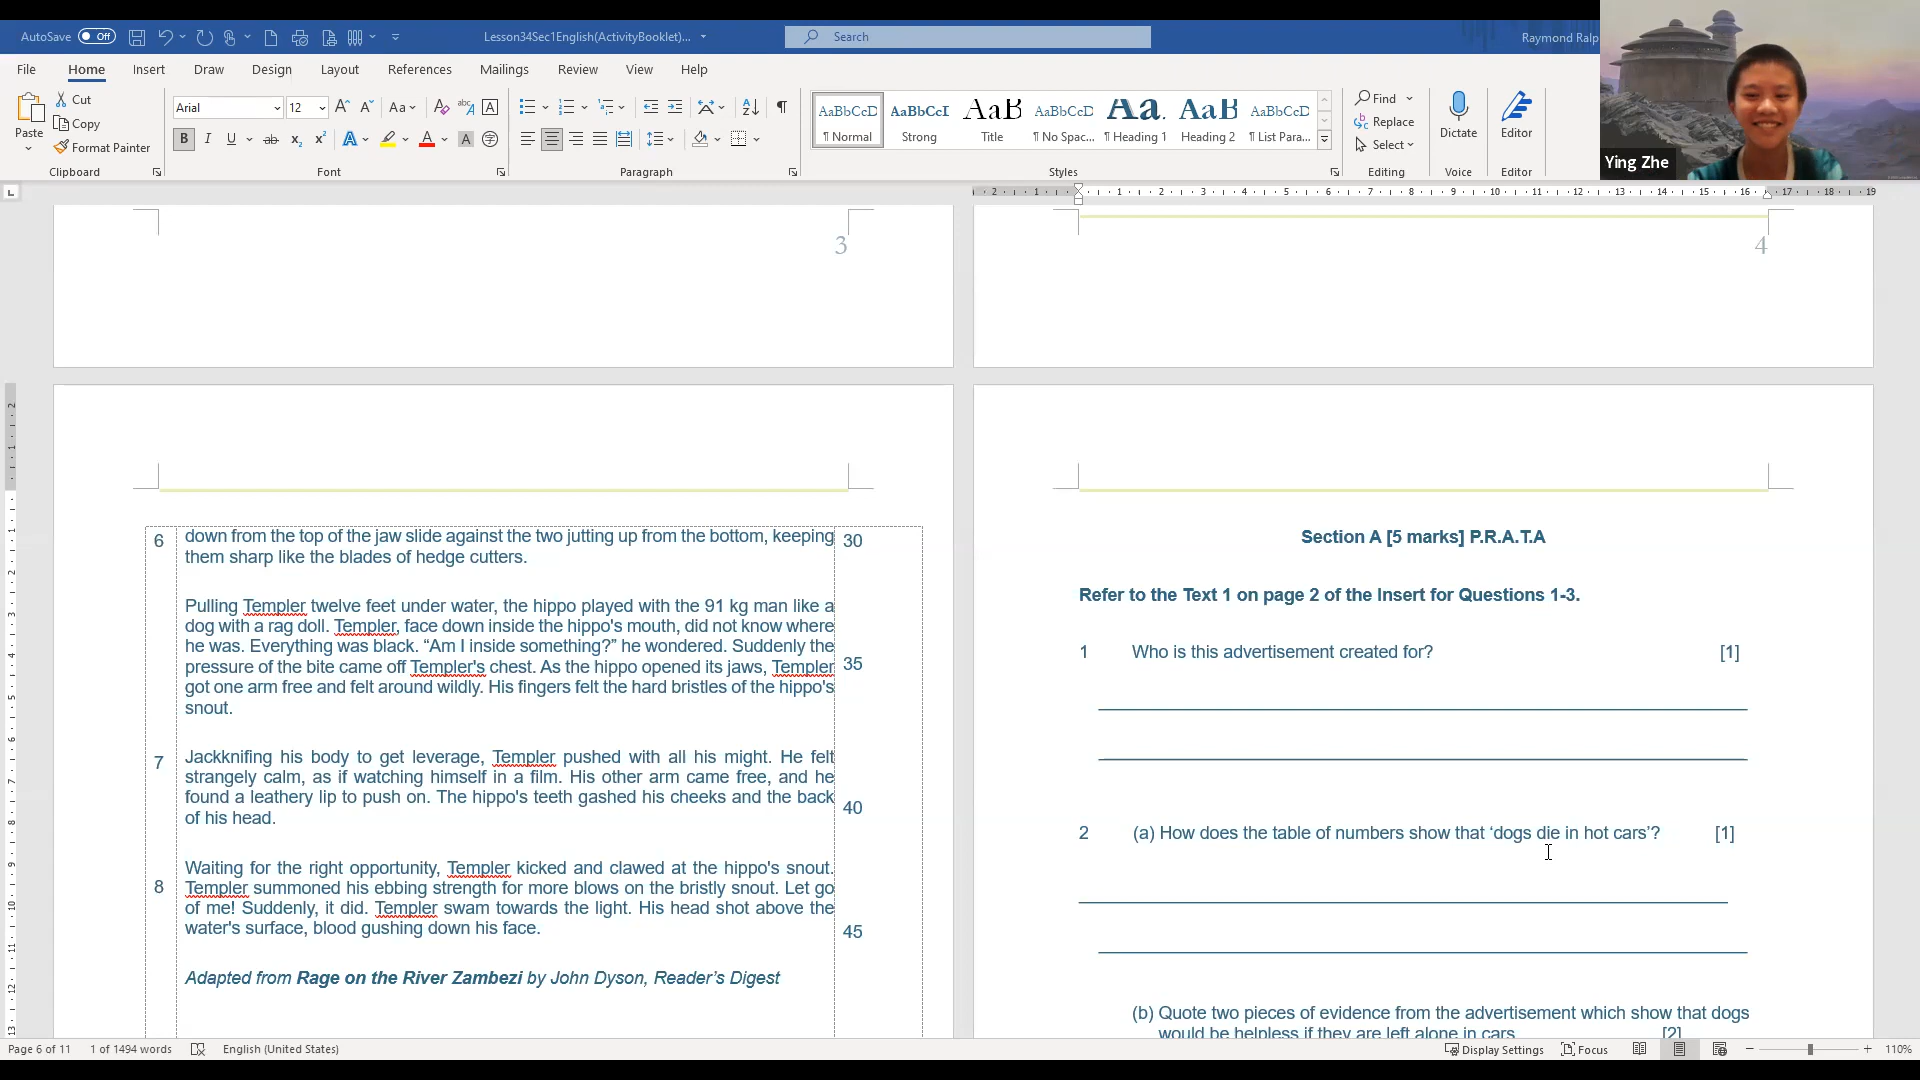 AutoSave Off
Lesson34Sec1English(ActivityBooklet)...
Search
Raymond Ralp
File Home Insert Draw Design Layout References Mailings Review View Help
Paste
Cut
Copy
Format Painter
Clipboard
Arial 12
Font
Paragraph
AaBbCcD AaBbCcI AaB AaBbCcD Aa. AaB AaBbCcD
¶ Normal Strong Title ¶ No Spac... ¶ Heading 1 Heading 2 ¶ List Para...
Styles
Find
Replace
Select
Editing
Dictate
Voice
Editor
Editor
Ying Zhe
3
4
6 down from the top of the jaw slide against the two jutting up from the bottom, keeping 30
them sharp like the blades of hedge cutters.
Pulling Templer twelve feet under water, the hippo played with the 91 kg man like a
dog with a rag doll. Templer, face down inside the hippo's mouth, did not know where
he was. Everything was black. “Am I inside something?” he wondered. Suddenly the
pressure of the bite came off Templer's chest. As the hippo opened its jaws, Templer 35
got one arm free and felt around wildly. His fingers felt the hard bristles of the hippo's
snout.
7 Jackknifing his body to get leverage, Templer pushed with all his might. He felt
strangely calm, as if watching himself in a film. His other arm came free, and he
found a leathery lip to push on. The hippo's teeth gashed his cheeks and the back 40
of his head.
Waiting for the right opportunity, Templer kicked and clawed at the hippo's snout.
8 Templer summoned his ebbing strength for more blows on the bristly snout. Let go
of me! Suddenly, it did. Templer swam towards the light. His head shot above the
water's surface, blood gushing down his face. 45
Adapted from Rage on the River Zambezi by John Dyson, Reader’s Digest
Section A [5 marks] P.R.A.T.A
Refer to the Text 1 on page 2 of the Insert for Questions 1-3.
1 Who is this advertisement created for? [1]
2 (a) How does the table of numbers show that ‘dogs die in hot cars’? [1]
(b) Quote two pieces of evidence from the advertisement which show that dogs
would be helpless if they are left alone in cars [2]
Page 6 of 11 1 of 1494 words English (United States)
Display Settings Focus 110%